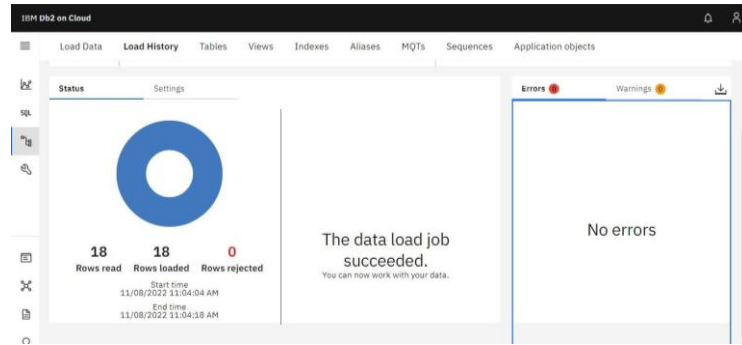 IBM Db2 on Cloud
Load Data Load History Tables Views Indexes Aliases MQTs Sequences Application objects
Status Settings
Errors 0 Warnings 0
SQL
18 18 0
Rows read Rows loaded Rows rejected
Start time
11/08/2022 11:04:04 AM
End time
11/08/2022 11:04:18 AM
The data load job
succeeded.
You can now work with your data.
No errors